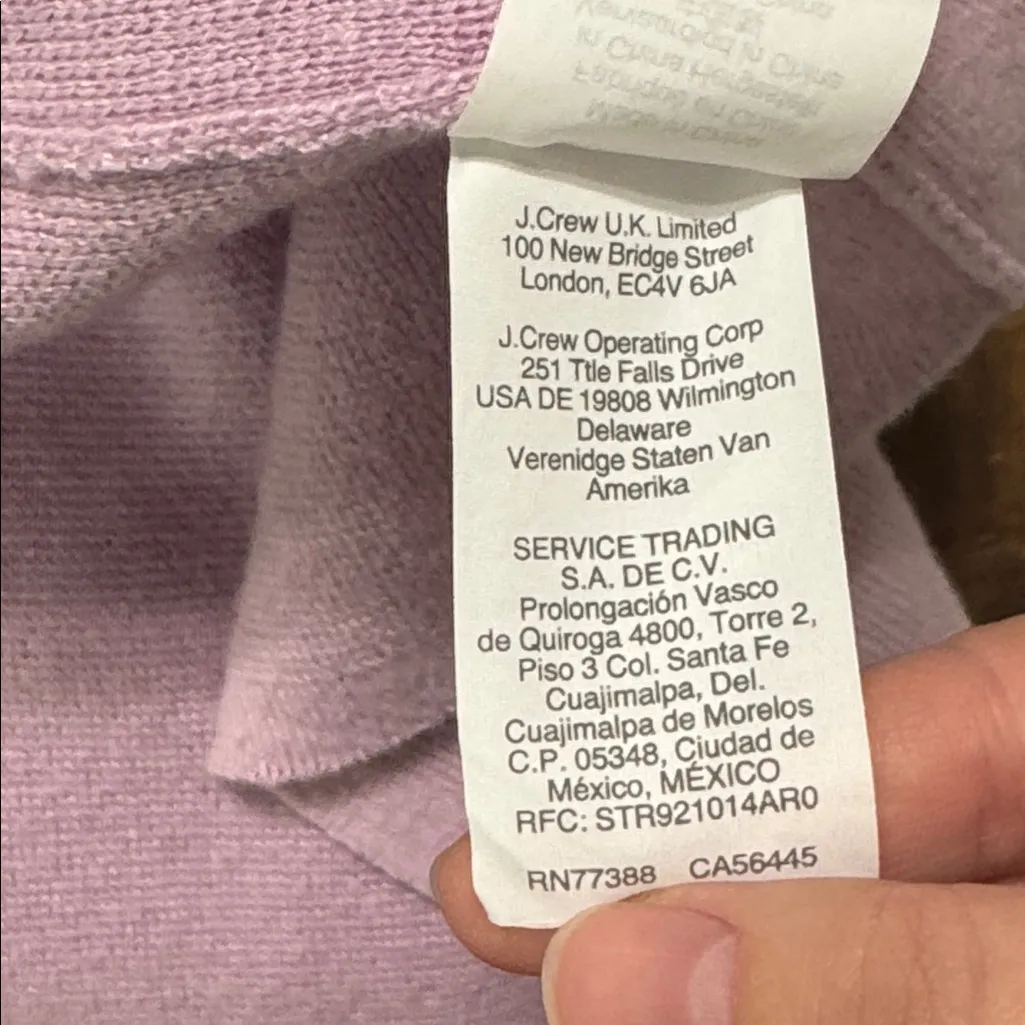 J.Crew U.K. Limited
100 New Bridge Street
London, EC4V 6JA
J.Crew Operating Corp
251 Ttle Falls Drive
USA DE 19808 Wilmington
Delaware
Verenidge Staten Van
Amerika
SERVICE TRADING
S.A. DE C.V.
Prolongación Vasco
de Quiroga 4800, Torre 2,
Piso 3 Col. Santa Fe
Cuajimalpa, Del.
Cuajimalpa de Morelos
C.P. 05348, Ciudad de
México, MÉXICO
RFC: STR921014AR0
RN77388 CA56445